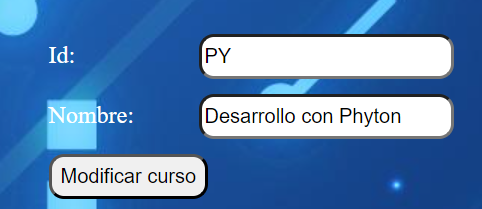 Id: PY
Nombre: Desarrollo con Phyton
Modificar curso